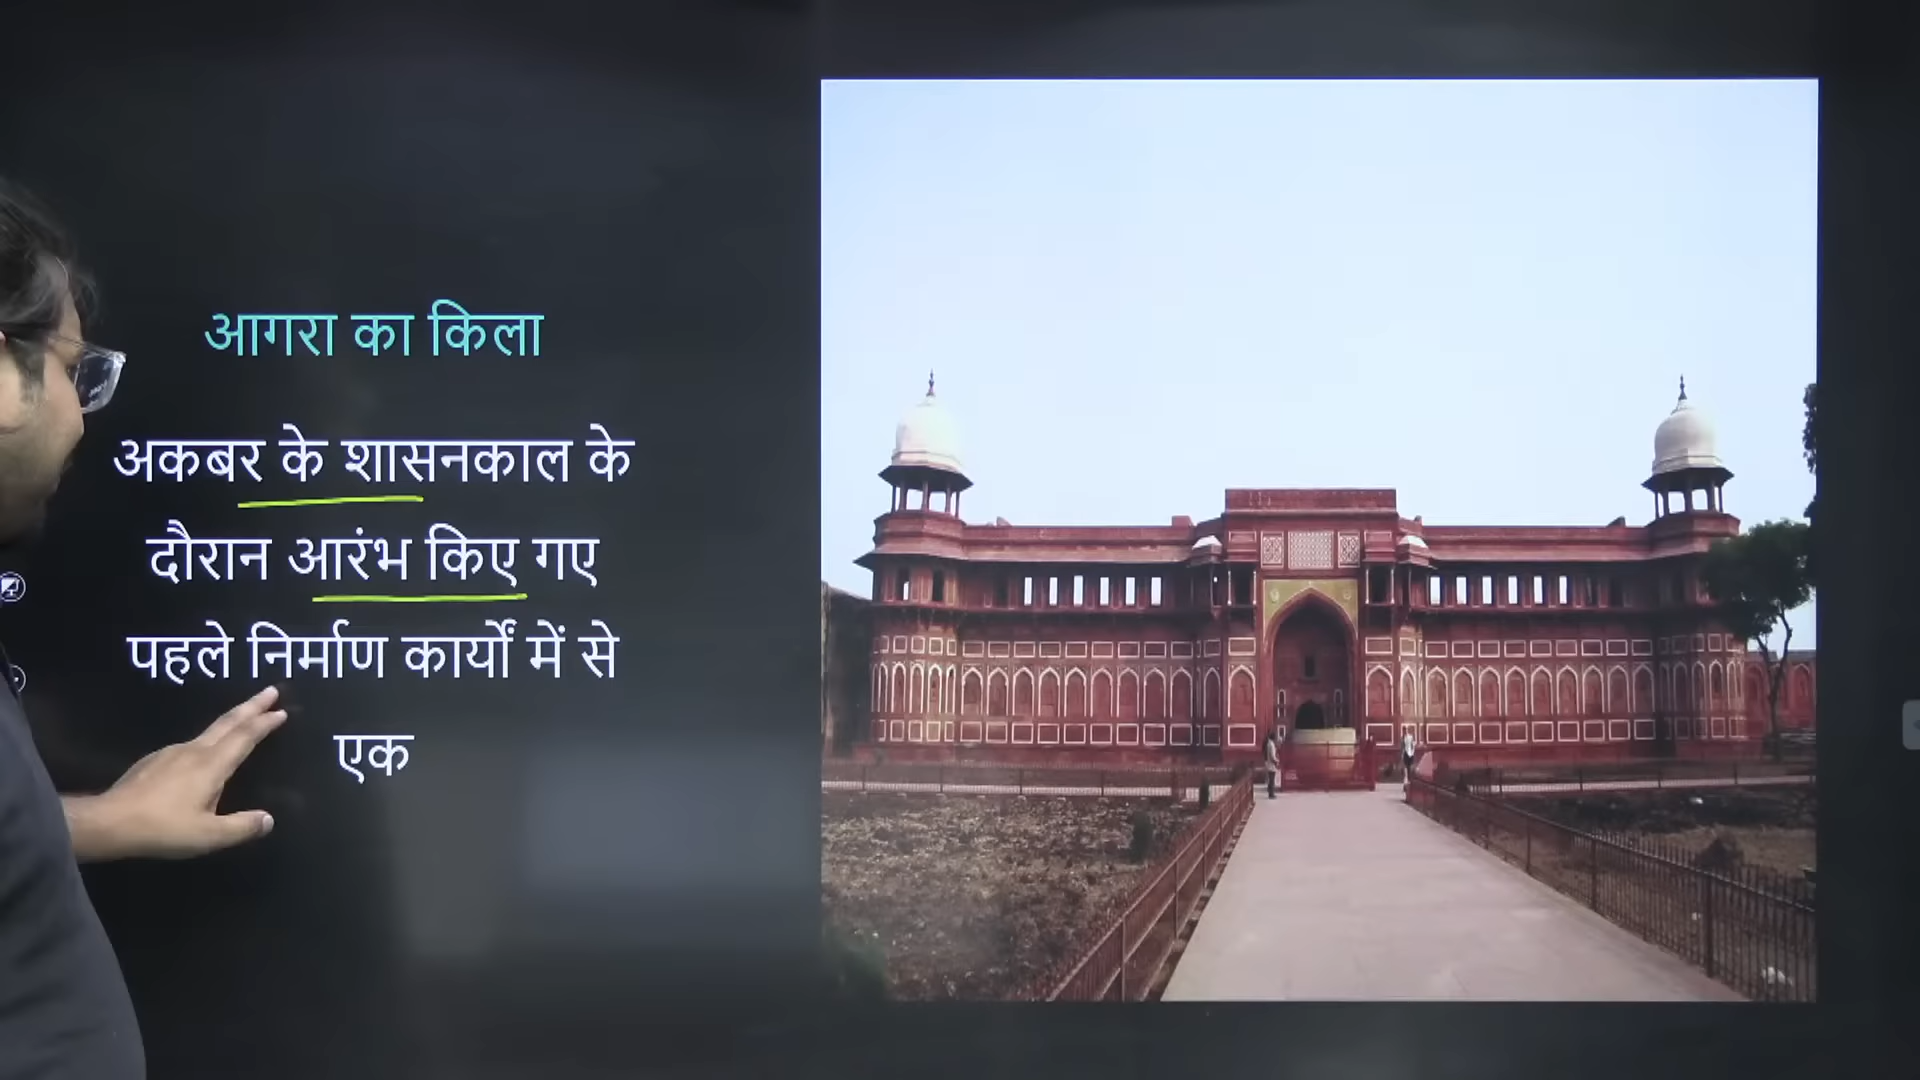 आगरा का किला
अकबर के शासनकाल के
दौरान आरंभ किए गए
पहले निर्माण कार्यों में से
एक